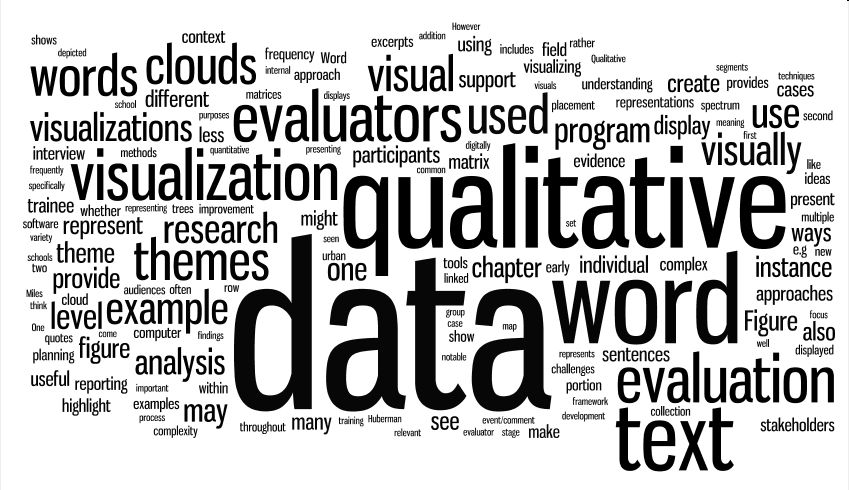 However
shows
context
excerpts
addition
depicted
frequency
Word
using
includes
field
rather
Qualitative
words
clouds
internal
approach
visual
support
visualizing
segments
techniques
visuals
understanding
create
provides
cases
school
different
matrices
displays
purposes
evaluators
used
placement
representations
spectrum
use
second
visualizations
less
program
display
meaning
first
interview
methods
quantitative
presenting
participants
digitally
matrix
evidence
visually
like
ideas
frequently
specifically
visualization
common
qualitative
trainee
whether
representing
trees
improvement
present
software
represent
research
might
set
multiple
variety
seen
ways
schools
theme
themes
urban
one
data
tools
chapter
early
individual
complex
e.g
new
two
provide
linked
word
instance
audiences
often
row
Miles
think
cloud
example
approaches
level
group
case
map
Figure
focus
One
come
computer
findings
show
also
quotes
figure
well
planning
analysis
notable
represents
sentences
displayed
challenges
useful
reporting
important
within
portion
evaluation
highlight
examples
may
framework
process
development
collection
text
complexity
throughout
many
training
Huberman
see
event/comment
stakeholders
relevant
evaluator
stage
make